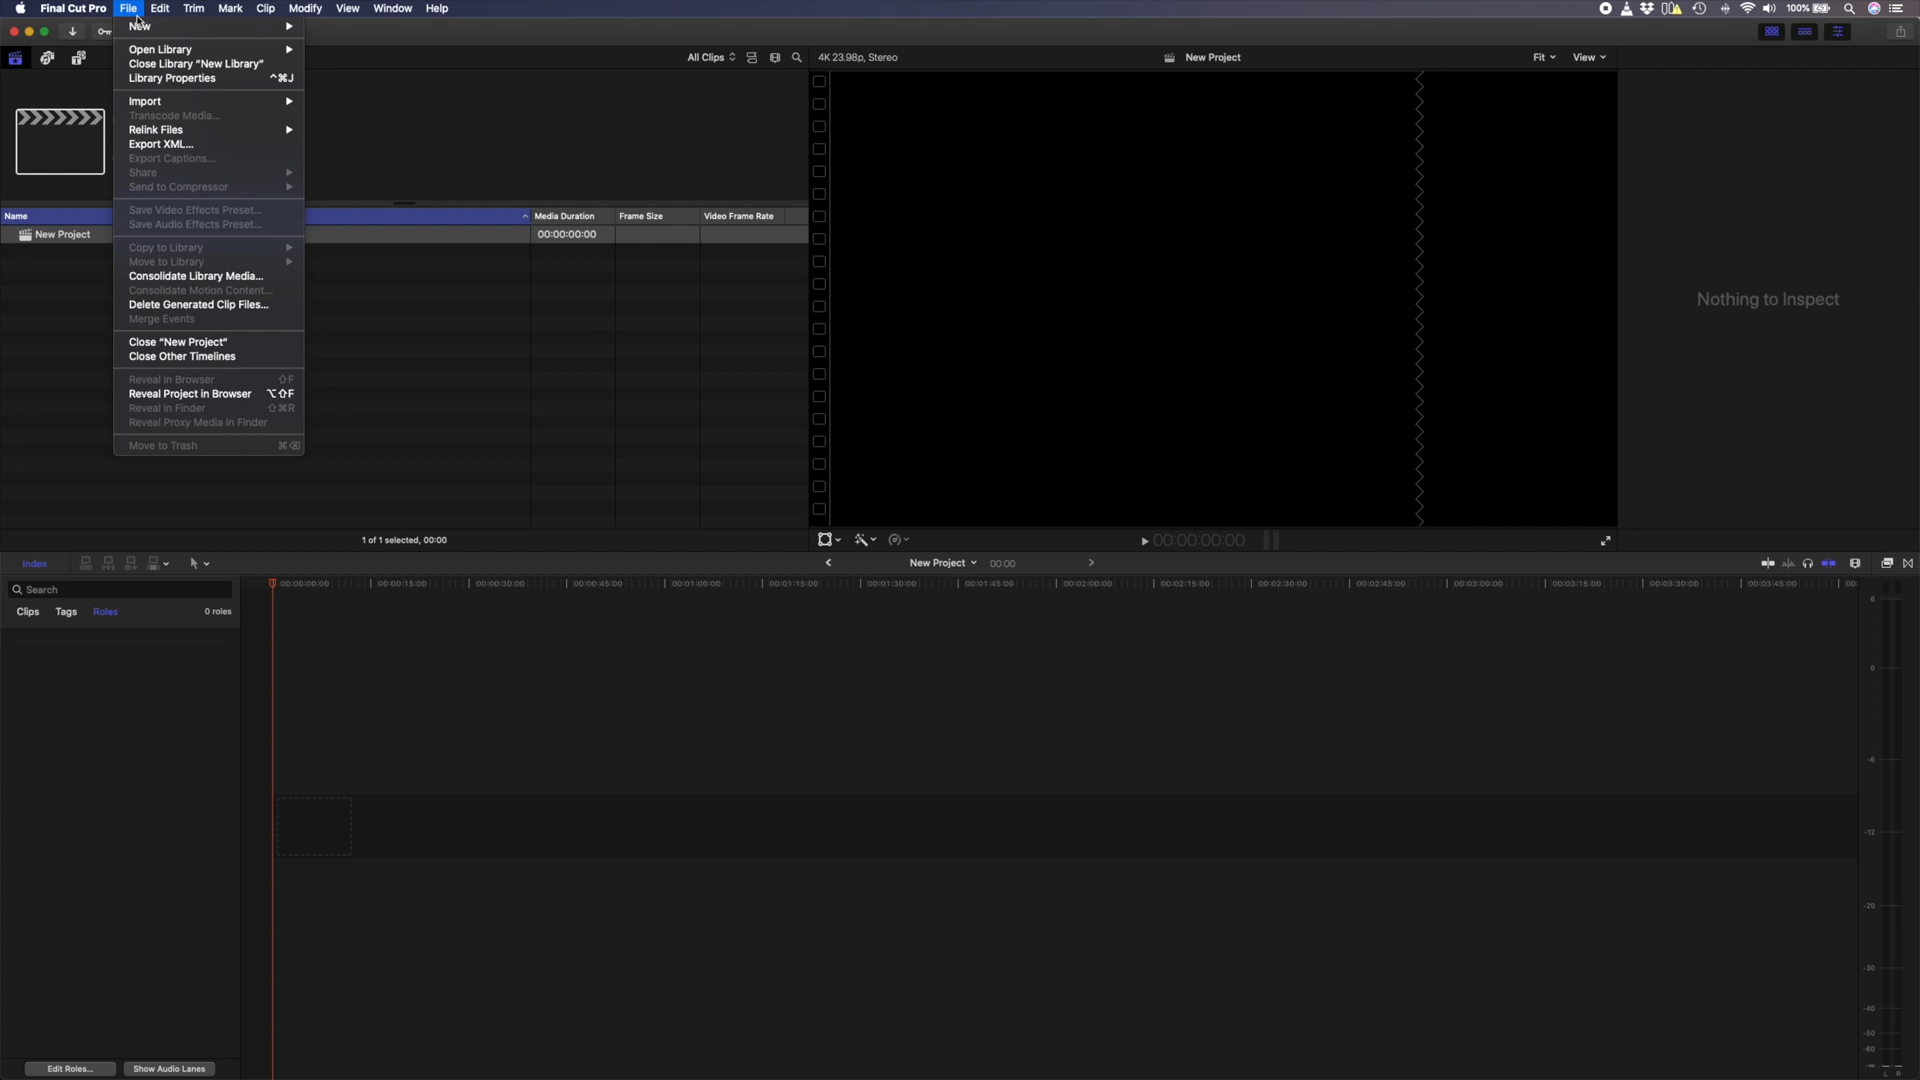 Final Cut Pro File Edit Trim Mark Clip Modify View Window Help 100%
New
Open Library
Close Library "New Library"
Library Properties ^⌘J
Import
Transcode Media...
Relink Files
Export XML...
Export Captions...
Share
Send to Compressor
Save Video Effects Preset...
Save Audio Effects Preset...
Copy to Library
Move to Library
Consolidate Library Media...
Consolidate Motion Content...
Delete Generated Clip Files...
Merge Events
Close "New Project"
Close Other Timelines
Reveal in Browser ⇧F
Reveal Project in Browser ⌥⇧F
Reveal in Finder ⇧⌘R
Reveal Proxy Media in Finder
Move to Trash ⌘⌫
All Clips
4K 23.98p, Stereo
New Project
Fit
View
Name Media Duration Frame Size Video Frame Rate
New Project 00:00:00:00
Nothing to Inspect
1 of 1 selected, 00:00
00:00:00:00
Index
New Project 00:00
Search
Clips Tags Roles 0 roles
00:00:00:00 00:00:15:00 00:00:30:00 00:00:45:00 00:01:00:00 00:01:15:00 00:01:30:00 00:01:45:00 00:02:00:00 00:02:15:00 00:02:30:00 00:02:45:00 00:03:00:00 00:03:15:00 00:03:30:00 00:03:45:00 00:
6
0
-6
-12
-20
-30
-40
-50
-60
-∞
L R
Edit Roles... Show Audio Lanes